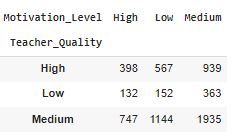 Motivation_Level High Low Medium
Teacher_Quality
High 398 567 939
Low 132 152 363
Medium 747 1144 1935